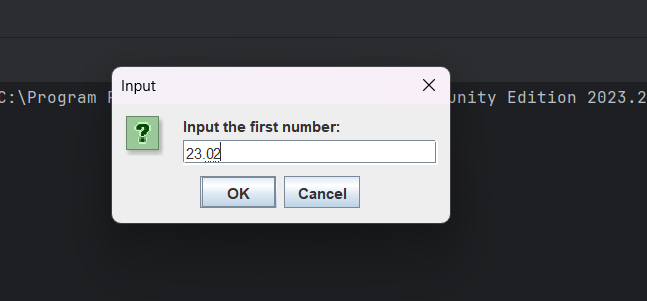 Input
C:\Program
unity Edition 2023.2
?
Input the first number:
23.02
OK
Cancel